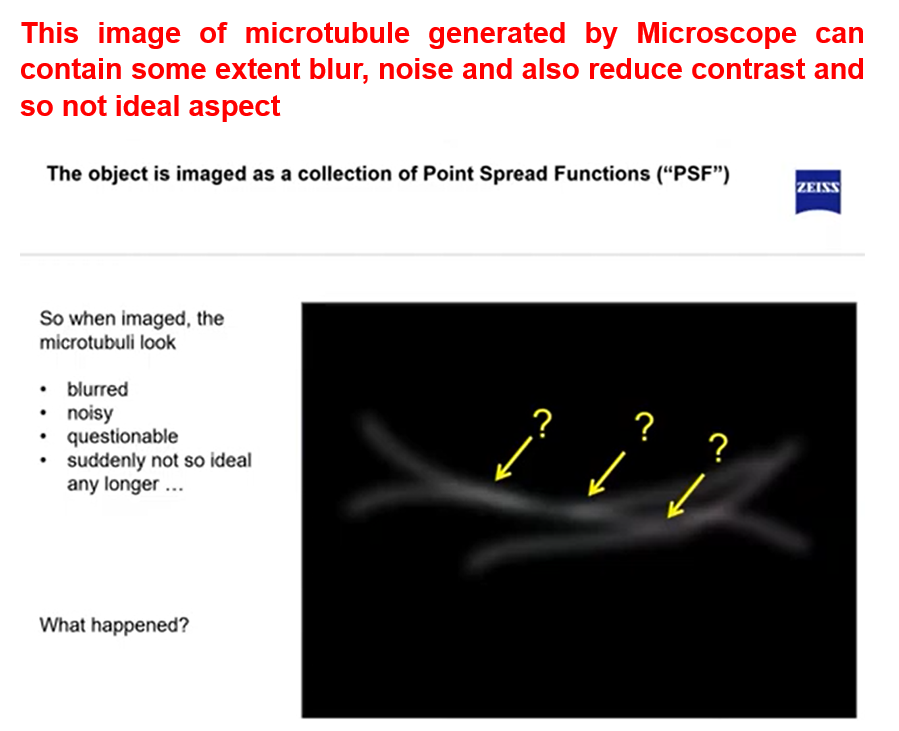 This image of microtubule generated by Microscope can
contain some extent blur, noise and also reduce contrast and
so not ideal aspect
The object is imaged as a collection of Point Spread Functions (“PSF”)
ZEISS
So when imaged, the
microtubuli look
• blurred
• noisy
• questionable
• suddenly not so ideal
any longer ...
? ? ?
What happened?